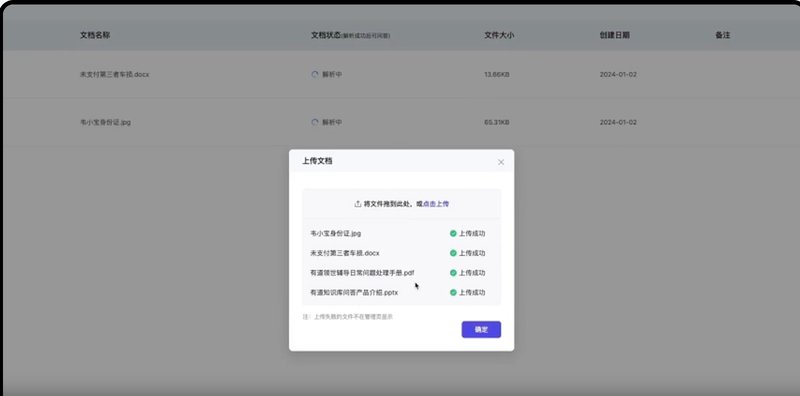 文档名称 文档状态(解析成功后可问答) 文件大小 创建日期 备注
未支付第三者车损.docx 解析中 13.66KB 2024-01-02
韦小宝身份证.jpg 解析中 65.31KB 2024-01-02
上传文档
将文件拖到此处，或点击上传
韦小宝身份证.jpg 上传成功
未支付第三者车损.docx 上传成功
有道领世辅导日常问题处理手册.pdf 上传成功
有道知识库问答产品介绍.pptx 上传成功
注： 上传失败的文件不在管理页显示
确定